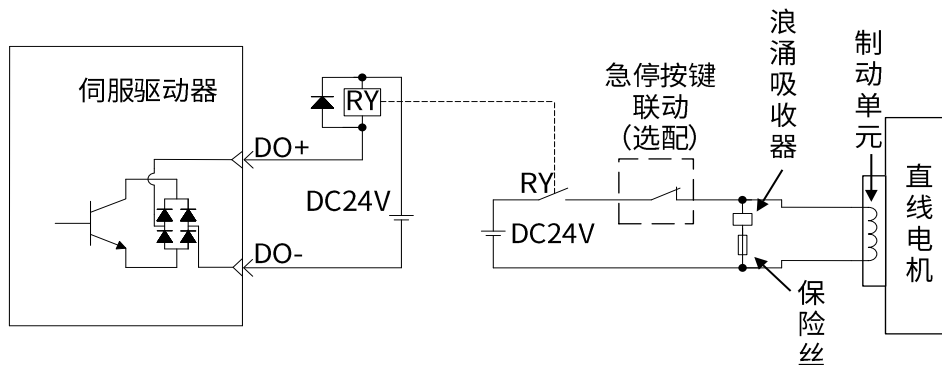 伺服驱动器
RY
DO+
DC24V
DO-
急停按键
联动
(选配)
RY
DC24V
浪涌吸收器
制动单元
直线电机
保险丝